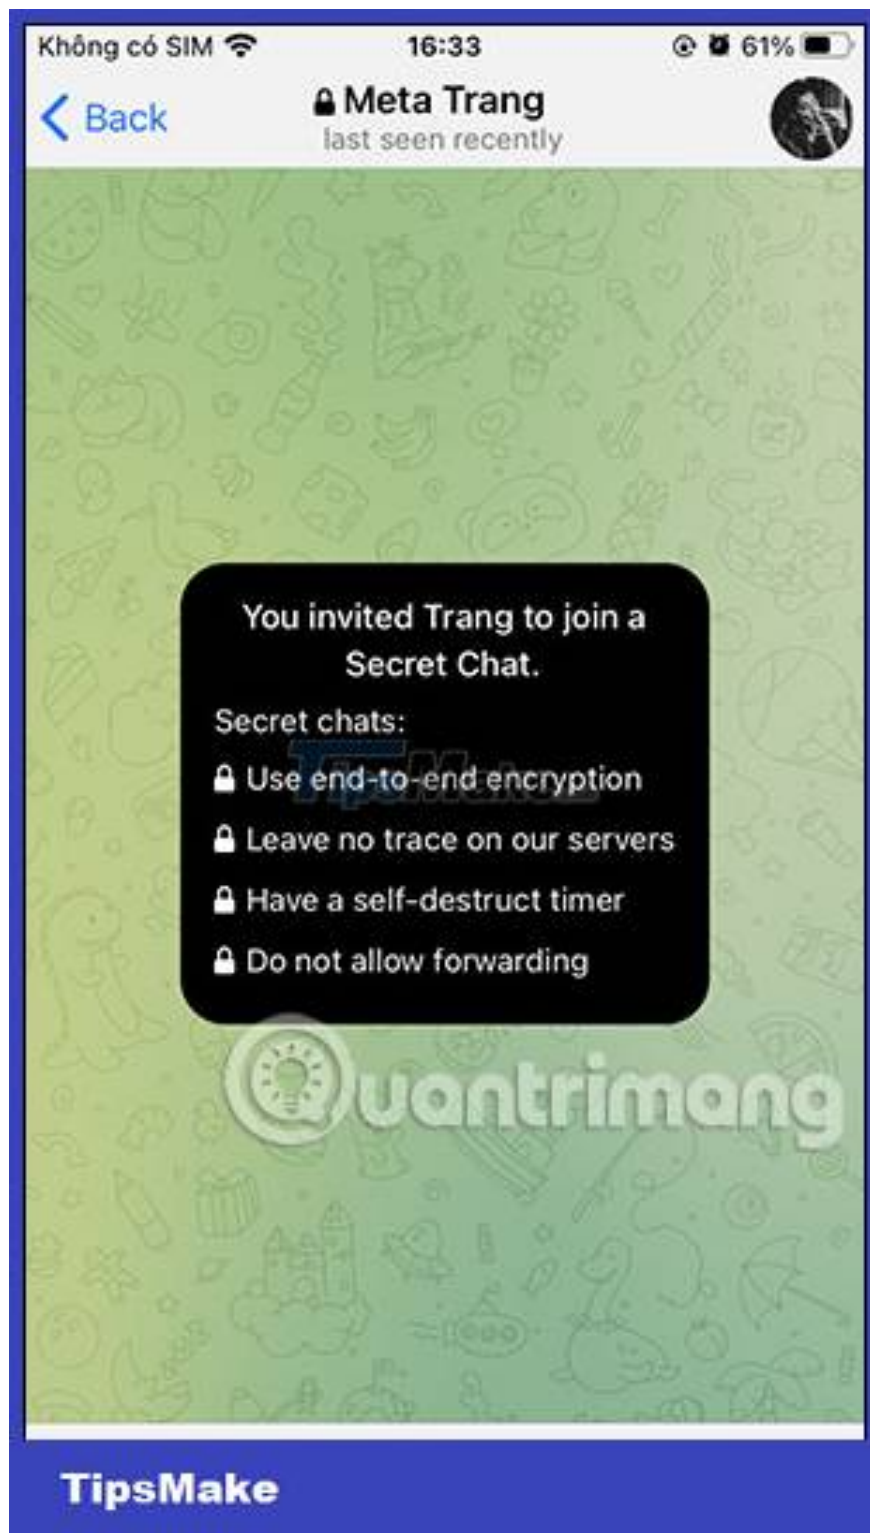 Không có SIM 16:33 61%
Back
Meta Trang
last seen recently
You invited Trang to join a
Secret Chat.
Secret chats:
Use end-to-end encryption
TipsMake
Leave no trace on our servers
Have a self-destruct timer
Do not allow forwarding
Quantrimang
TipsMake